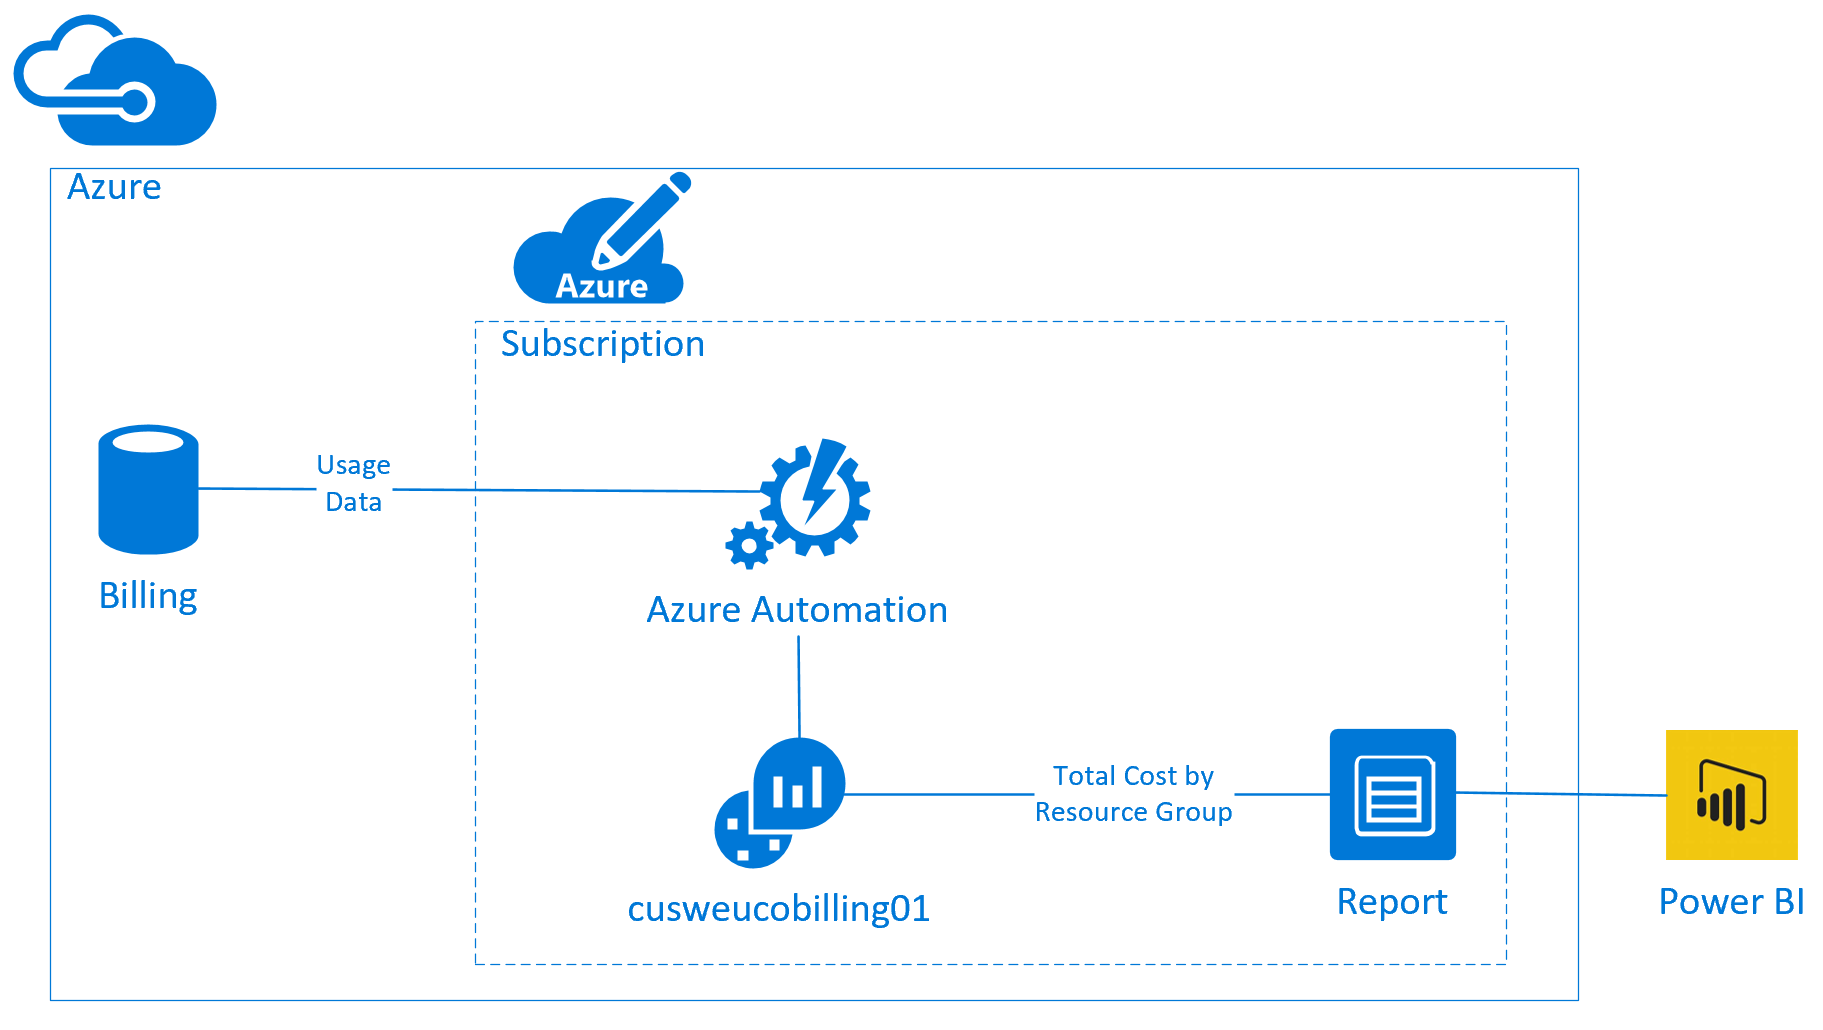 Azure
Azure
Subscription
Usage
Data
Billing
Azure Automation
Total Cost by
Resource Group
cusweucobilling01
Report
Power BI